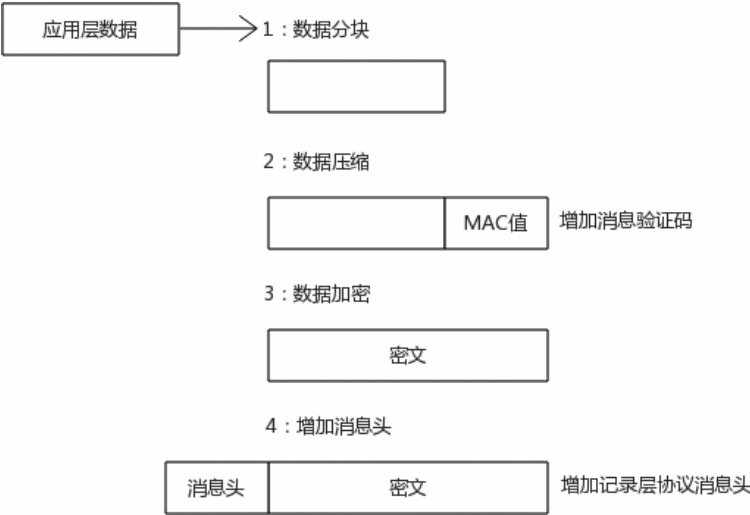 应用层数据
1：数据分块
2：数据压缩
MAC值
增加消息验证码
3：数据加密
密文
4：增加消息头
消息头
密文
增加记录层协议消息头